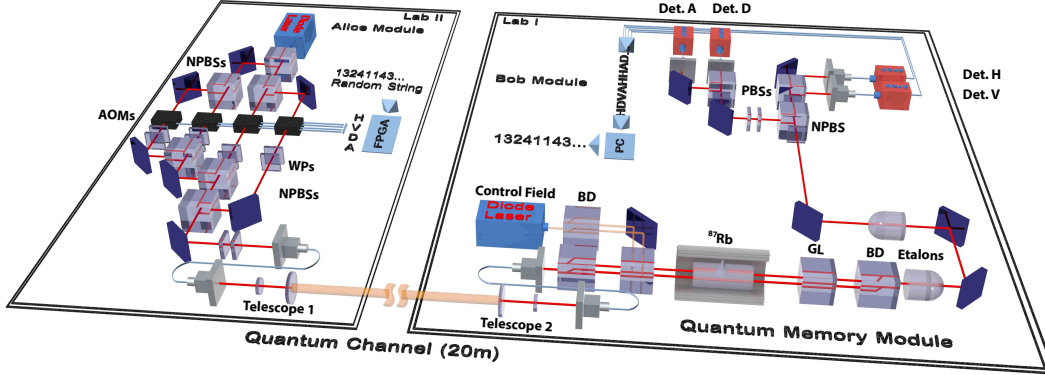 Lab II
Diode
Laser
Alice Module
NPBSs
13241143...
Random String
AOMs
H V D A
FPGA
WPs
NPBSs
Telescope 1
Quantum Channel (20m)
Lab I
Det. A
Det. D
Bob Module
HDVAHHAD...
PBSs
Det. H
Det. V
NPBS
13241143...
PC
Control Field
Diode
Laser
BD
⁸⁷Rb
GL
BD
Etalons
Telescope 2
Quantum Memory Module